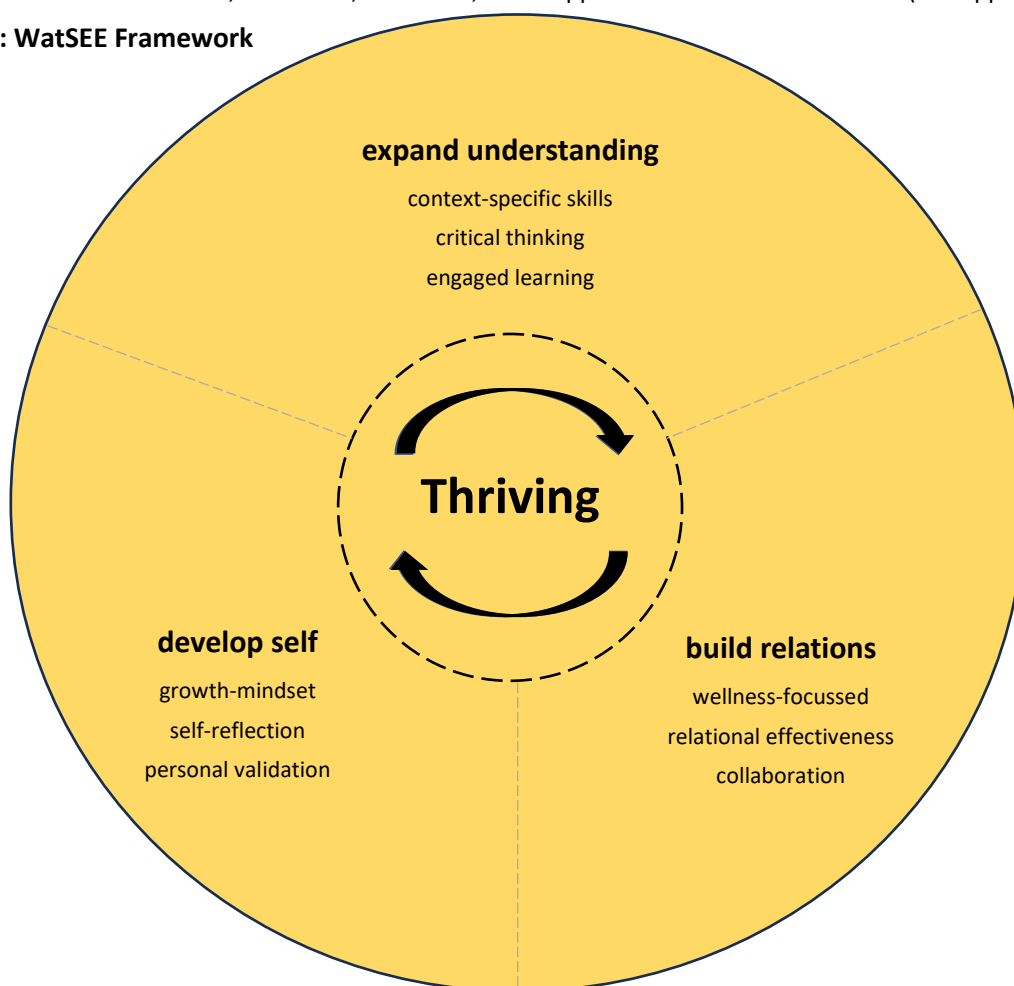 : WatSEE Framework
expand understanding
context-specific skills
critical thinking
engaged learning
Thriving
develop self
growth-mindset
self-reflection
personal validation
build relations
wellness-focussed
relational effectiveness
collaboration